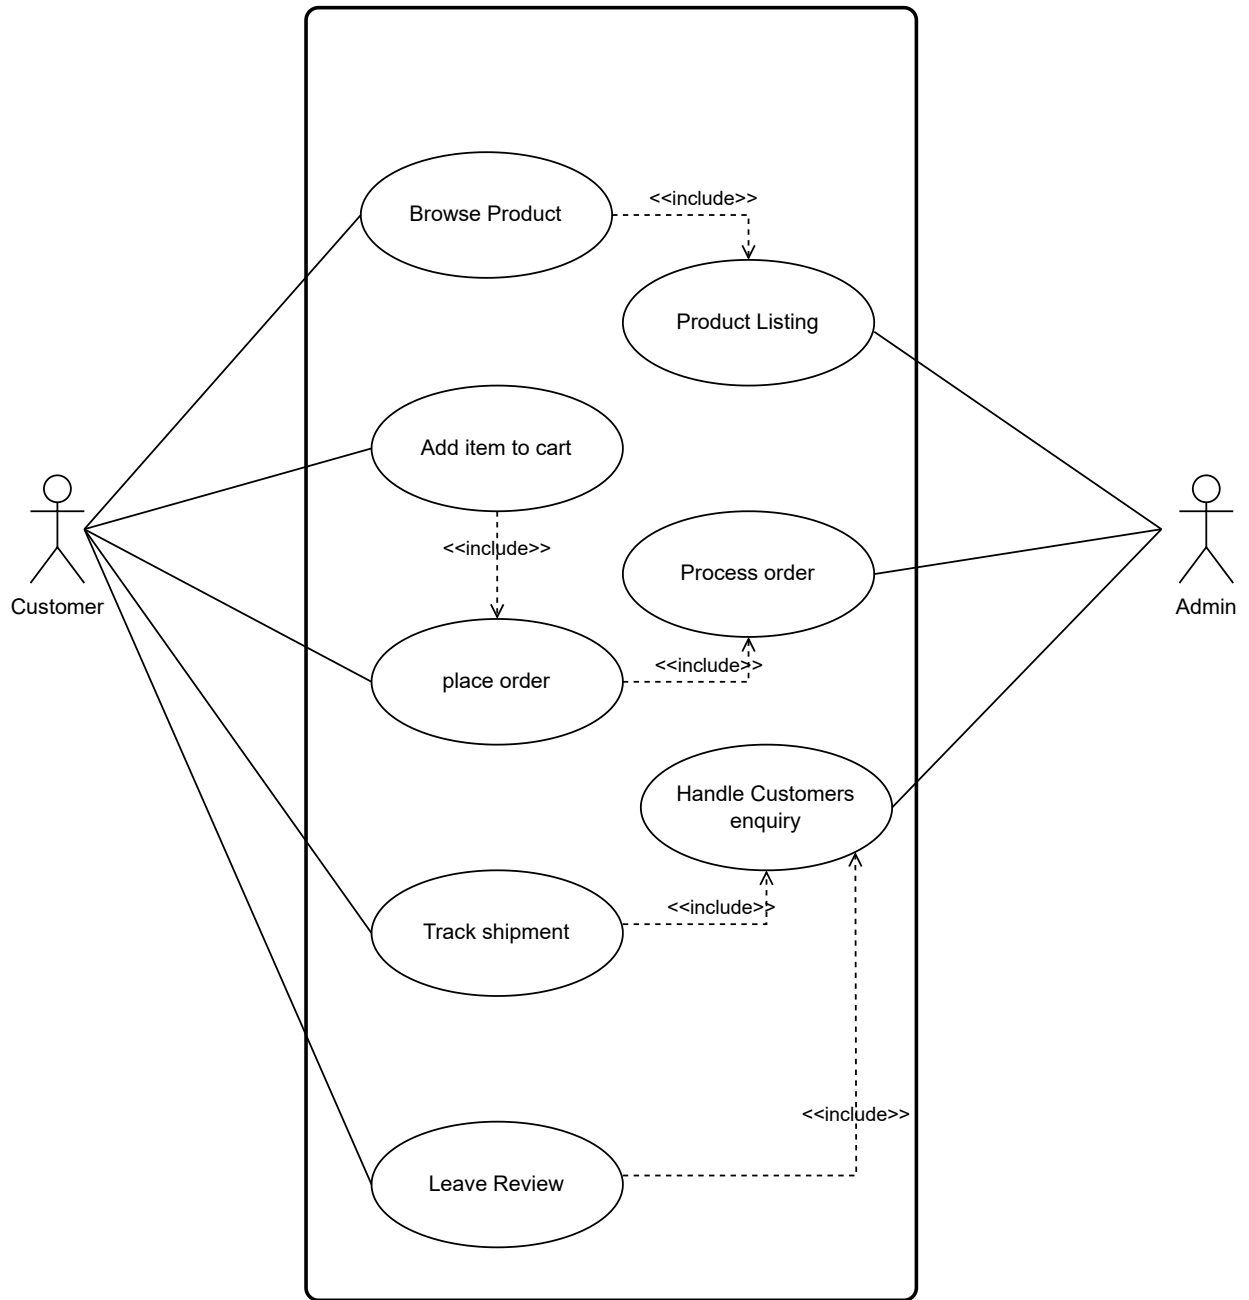 Browse Product
<<include>>
Product Listing
Add item to cart
<<include>>
Process order
Customer
Admin
<<include>>
place order
Handle Customers
enquiry
<<include>>
Track shipment
<<include>>
Leave Review